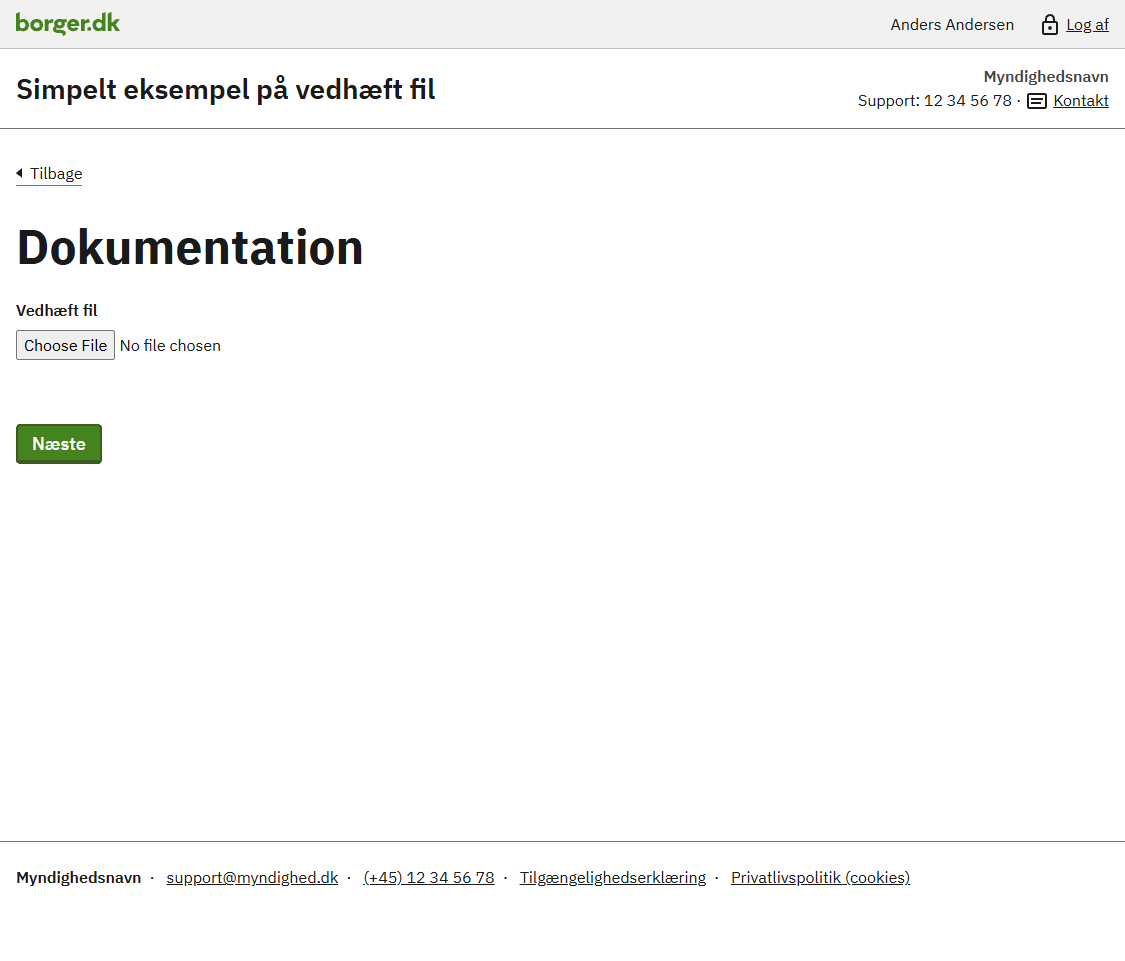 borger.dk
Anders Andersen Log af
Simpelt eksempel på vedhæft fil
Myndighedsnavn
Support: 12 34 56 78 · Kontakt
Tilbage
Dokumentation
Vedhæft fil
Choose File No file chosen
Næste
Myndighedsnavn · support@myndighed.dk · (+45) 12 34 56 78 · Tilgængelighedserklæring · Privatlivspolitik (cookies)